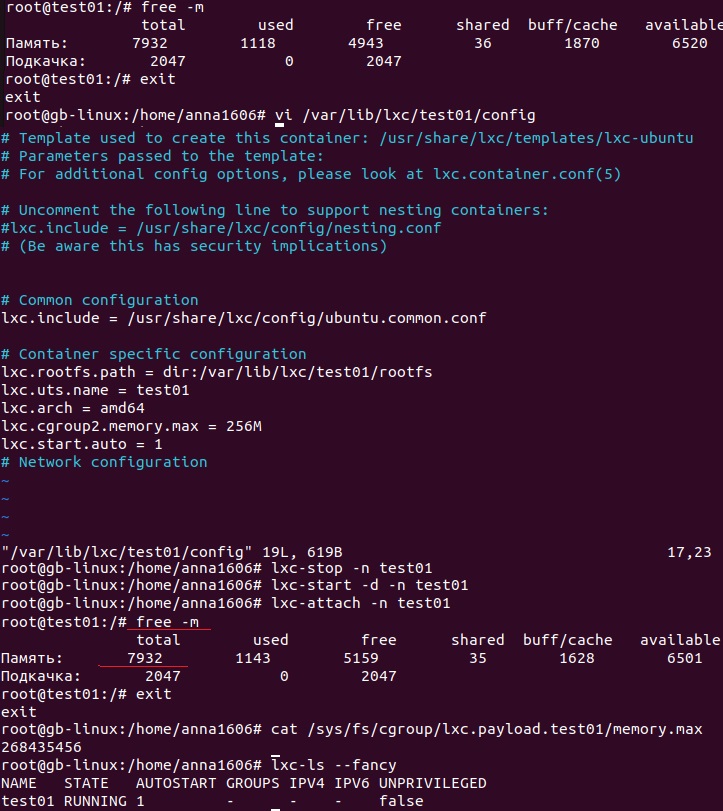 root@test01:/# free -m
total used free shared buff/cache available
Память: 7932 1118 4943 36 1870 6520
Подкачка: 2047 0 2047
root@test01:/# exit
exit
root@gb-linux:/home/anna1606# vi /var/lib/lxc/test01/config
# Template used to create this container: /usr/share/lxc/templates/lxc-ubuntu
# Parameters passed to the template:
# For additional config options, please look at lxc.container.conf(5)
# Uncomment the following line to support nesting containers:
#lxc.include = /usr/share/lxc/config/nesting.conf
# (Be aware this has security implications)
# Common configuration
lxc.include = /usr/share/lxc/config/ubuntu.common.conf
# Container specific configuration
lxc.rootfs.path = dir:/var/lib/lxc/test01/rootfs
lxc.uts.name = test01
lxc.arch = amd64
lxc.cgroup2.memory.max = 256M
lxc.start.auto = 1
# Network configuration
~
~
~
~
"/var/lib/lxc/test01/config" 19L, 619B 17,23
root@gb-linux:/home/anna1606# lxc-stop -n test01
root@gb-linux:/home/anna1606# lxc-start -d -n test01
root@gb-linux:/home/anna1606# lxc-attach -n test01
root@test01:/# free -m
total used free shared buff/cache available
Память: 7932 1143 5159 35 1628 6501
Подкачка: 2047 0 2047
root@test01:/# exit
exit
root@gb-linux:/home/anna1606# cat /sys/fs/cgroup/lxc.payload.test01/memory.max
268435456
root@gb-linux:/home/anna1606# lxc-ls --fancy
NAME STATE AUTOSTART GROUPS IPV4 IPV6 UNPRIVILEGED
test01 RUNNING 1 - - - false